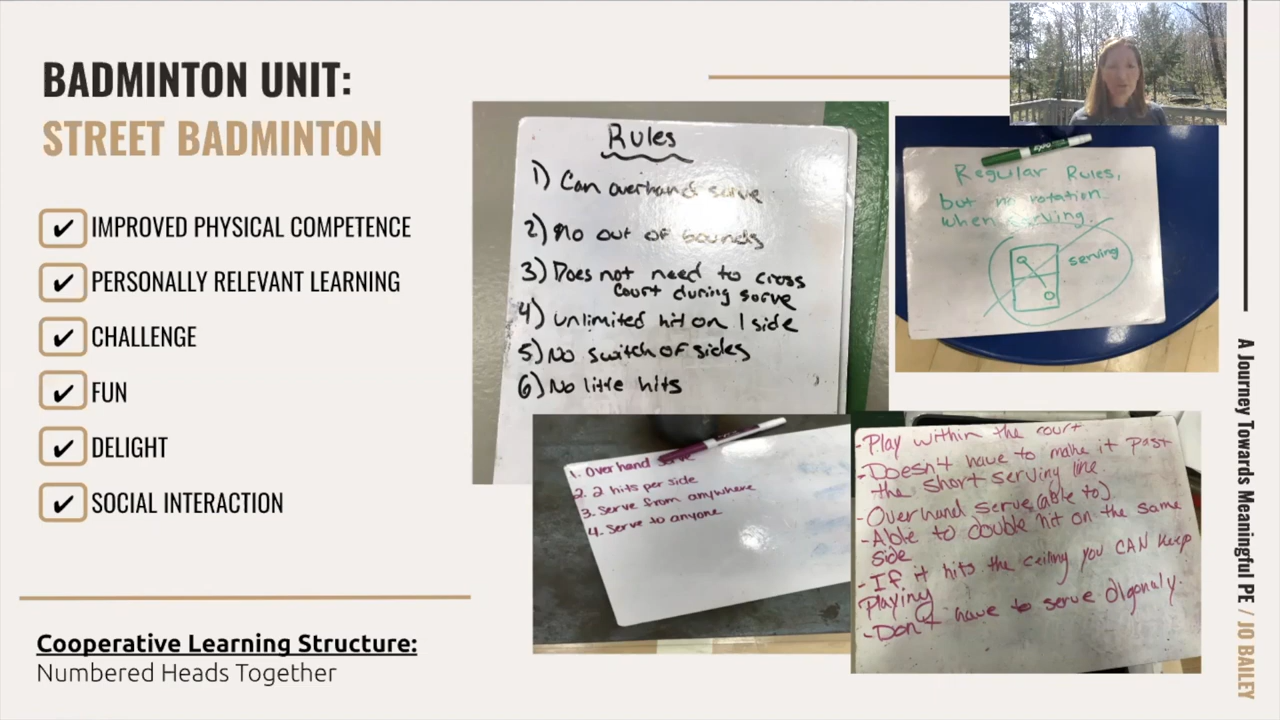 BADMINTON UNIT:
STREET BADMINTON
✔ IMPROVED PHYSICAL COMPETENCE
✔ PERSONALLY RELEVANT LEARNING
✔ CHALLENGE
✔ FUN
✔ DELIGHT
✔ SOCIAL INTERACTION
Cooperative Learning Structure:
Numbered Heads Together
Rules
1) Can overhand serve
2) No out of bounds
3) Does not need to cross
court during serve
4) unlimited hit on 1 side
5) No switch of sides
6) No little hits
Regular Rules,
but no rotation
when serving.
serving
1. Overhand serve
2. 2 hits per side
3. Serve from anywhere
4. Serve to anyone
-Play within the court
-Doesn't have to make it past
the short serving line
-Overhand serve (able to)
-Able to double hit on the same
side
-If it hits the ceiling you CAN keep
Playing
-Don't have to serve digonaly.
A Journey Towards Meaningful PE / JO BAILEY